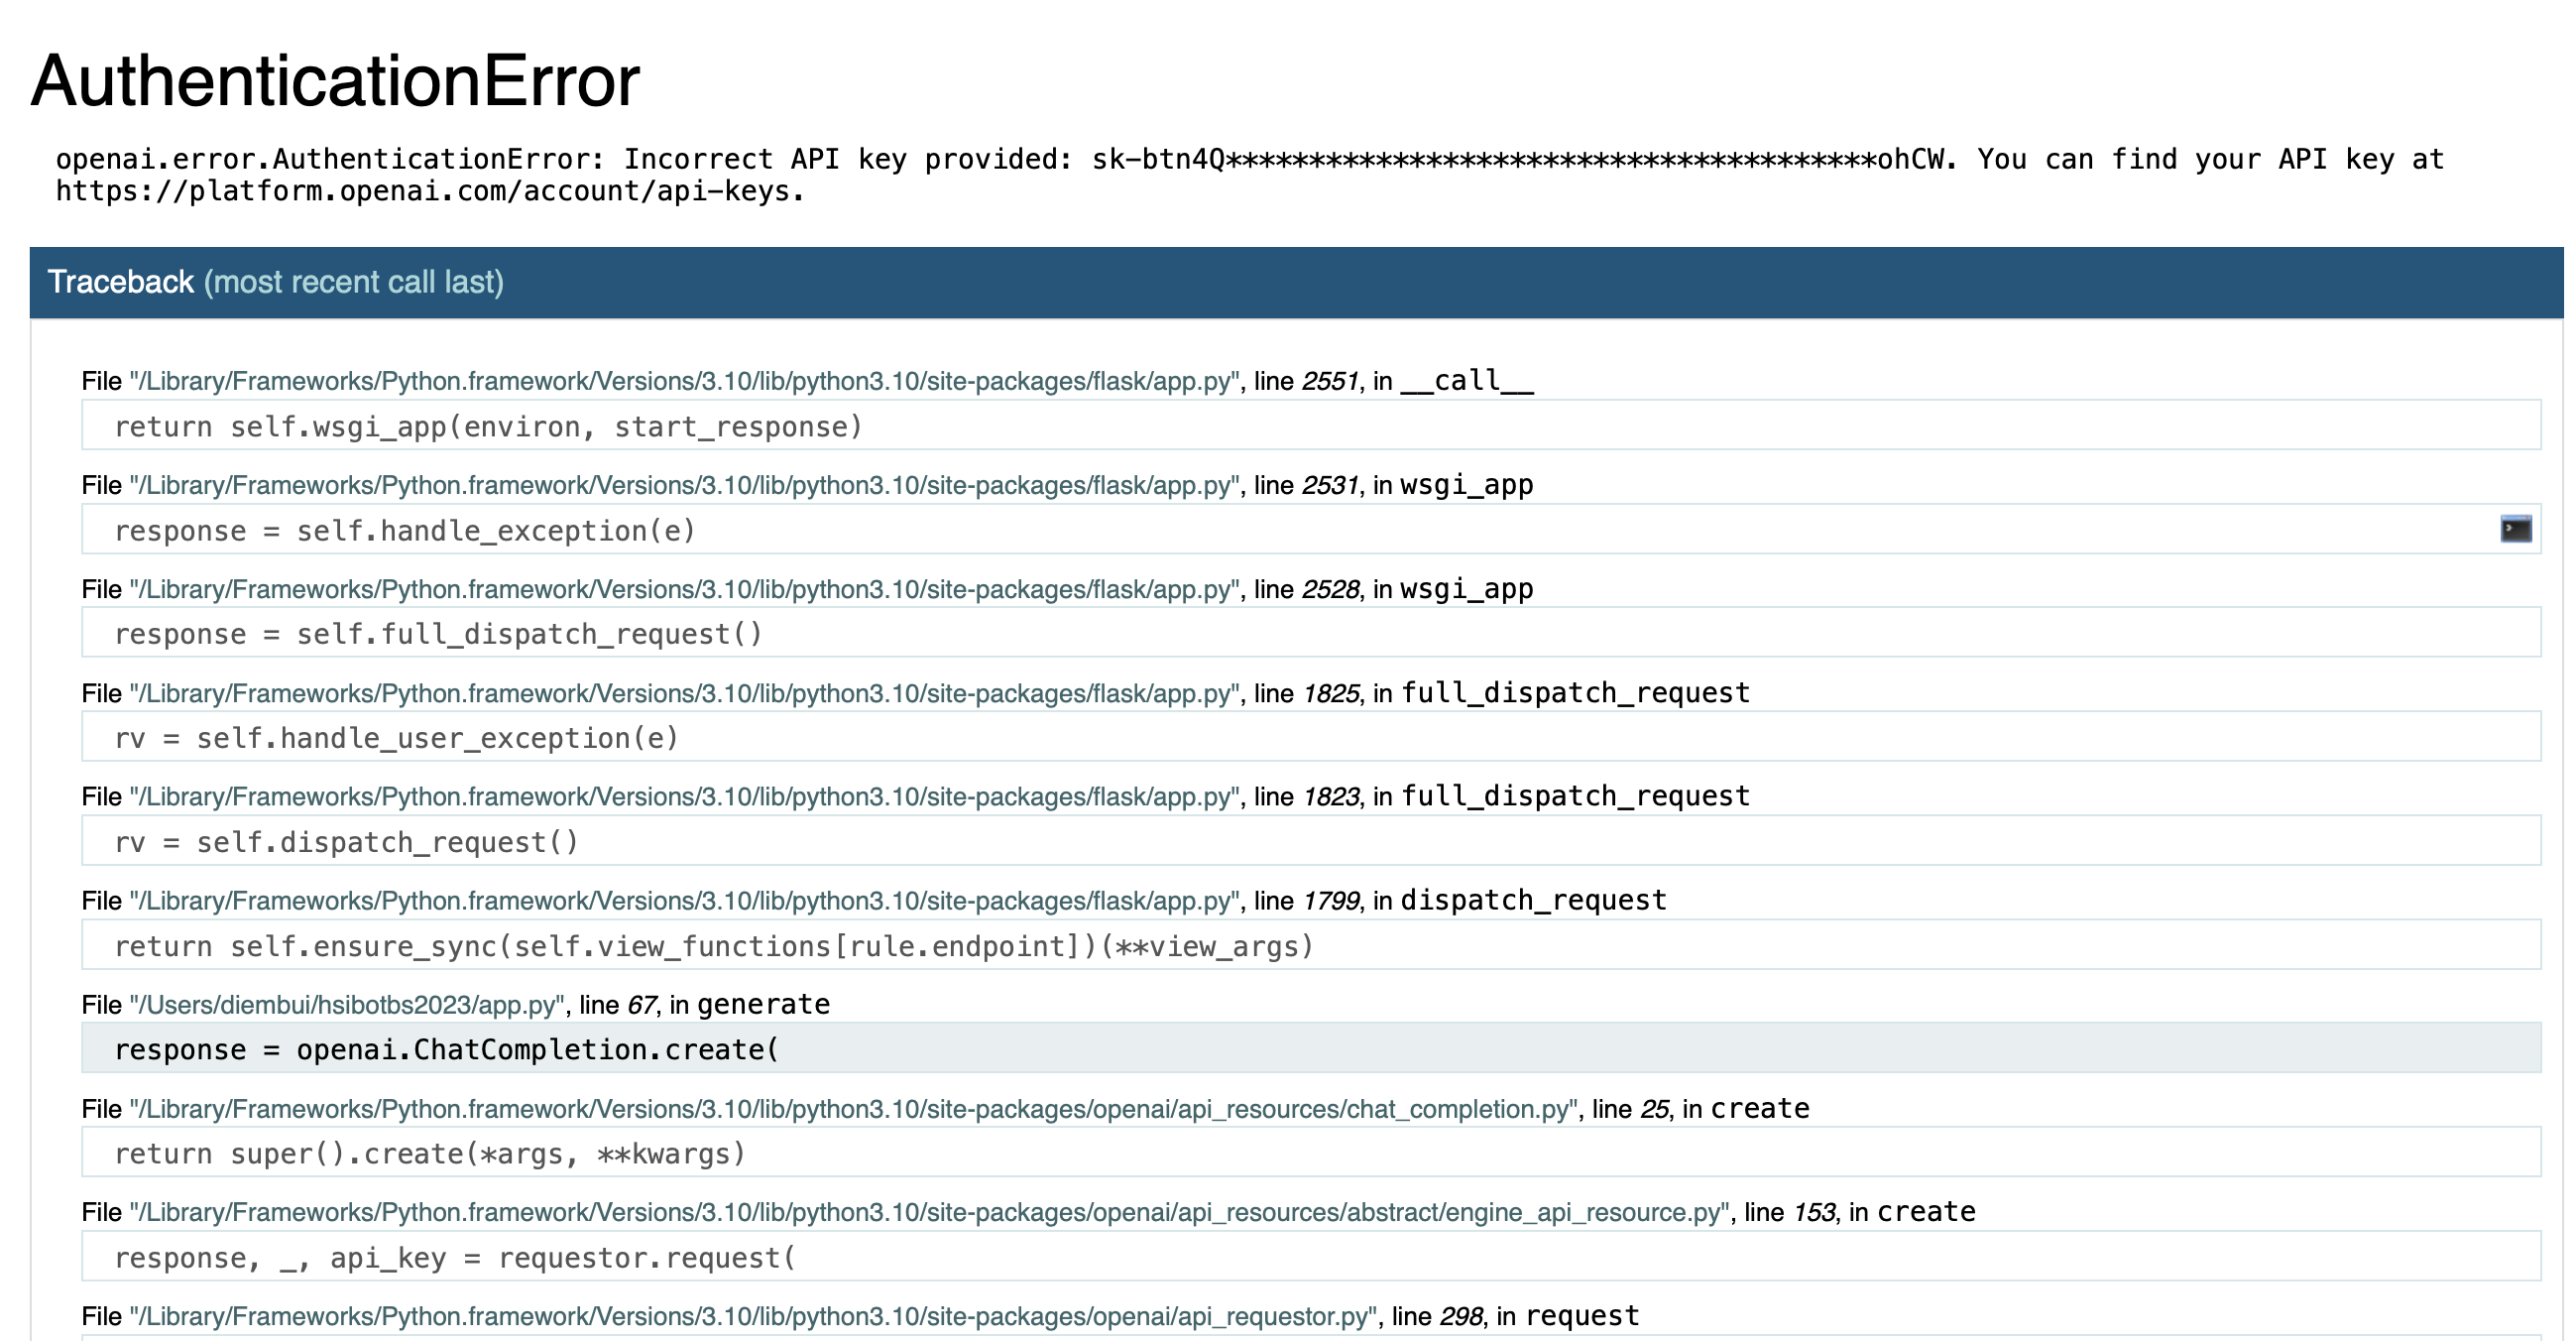 AuthenticationError
openai.error.AuthenticationError: Incorrect API key provided: sk-btn4Q***************************************ohCW. You can find your API key at
https://platform.openai.com/account/api-keys.
Traceback (most recent call last)
File "/Library/Frameworks/Python.framework/Versions/3.10/lib/python3.10/site-packages/flask/app.py", line 2551, in __call__
return self.wsgi_app(environ, start_response)
File "/Library/Frameworks/Python.framework/Versions/3.10/lib/python3.10/site-packages/flask/app.py", line 2531, in wsgi_app
response = self.handle_exception(e)
File "/Library/Frameworks/Python.framework/Versions/3.10/lib/python3.10/site-packages/flask/app.py", line 2528, in wsgi_app
response = self.full_dispatch_request()
File "/Library/Frameworks/Python.framework/Versions/3.10/lib/python3.10/site-packages/flask/app.py", line 1825, in full_dispatch_request
rv = self.handle_user_exception(e)
File "/Library/Frameworks/Python.framework/Versions/3.10/lib/python3.10/site-packages/flask/app.py", line 1823, in full_dispatch_request
rv = self.dispatch_request()
File "/Library/Frameworks/Python.framework/Versions/3.10/lib/python3.10/site-packages/flask/app.py", line 1799, in dispatch_request
return self.ensure_sync(self.view_functions[rule.endpoint])(**view_args)
File "/Users/diembui/hsibotbs2023/app.py", line 67, in generate
response = openai.ChatCompletion.create(
File "/Library/Frameworks/Python.framework/Versions/3.10/lib/python3.10/site-packages/openai/api_resources/chat_completion.py", line 25, in create
return super().create(*args, **kwargs)
File "/Library/Frameworks/Python.framework/Versions/3.10/lib/python3.10/site-packages/openai/api_resources/abstract/engine_api_resource.py", line 153, in create
response, _, api_key = requestor.request(
File "/Library/Frameworks/Python.framework/Versions/3.10/lib/python3.10/site-packages/openai/api_requestor.py", line 298, in request